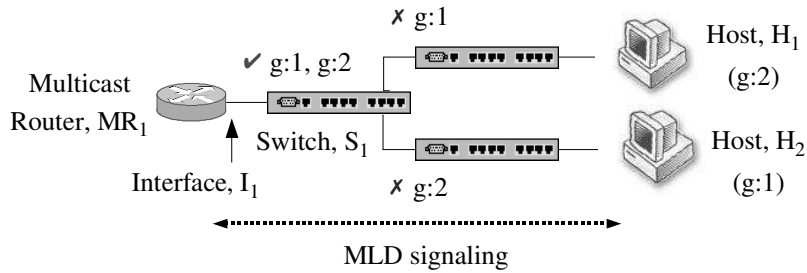 ✗ g:1
✔ g:1, g:2
Host, H₁
(g:2)
Multicast
Router, MR₁
Switch, S₁
Host, H₂
(g:1)
Interface, I₁
✗ g:2
MLD signaling